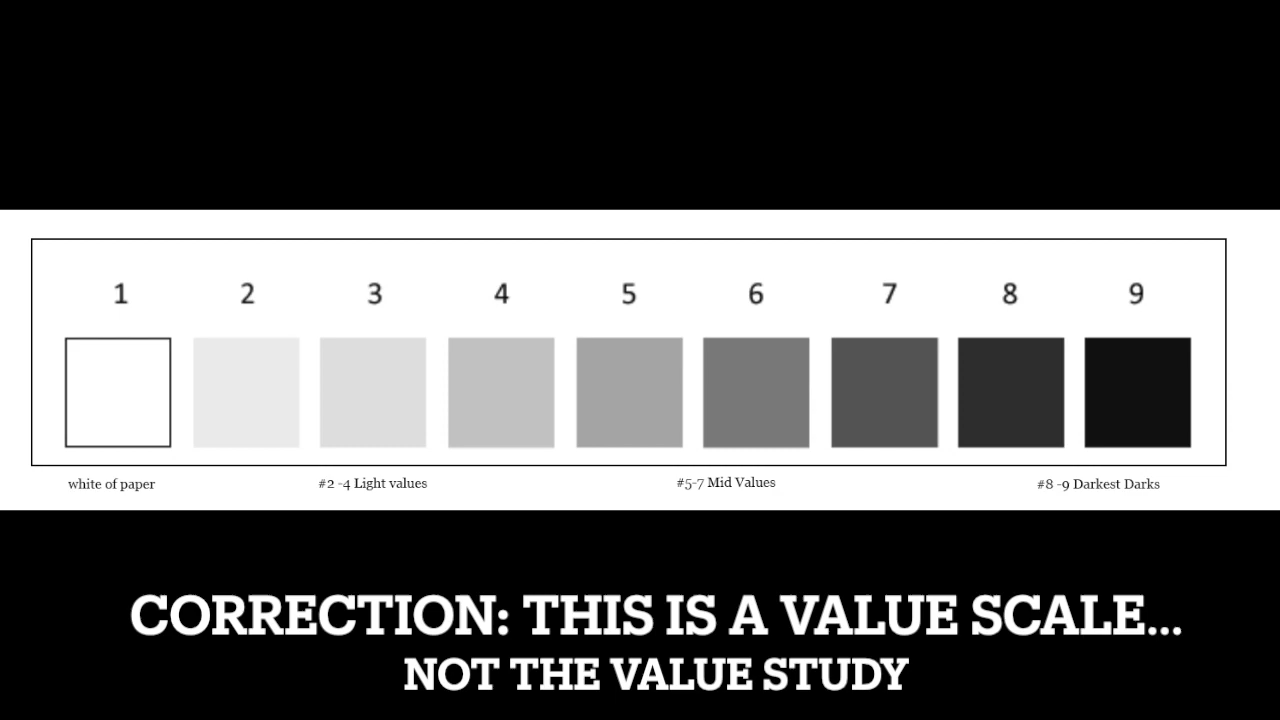 1 2 3 4 5 6 7 8 9
white of paper #2 -4 Light values #5-7 Mid Values #8 -9 Darkest Darks
CORRECTION: THIS IS A VALUE SCALE...
NOT THE VALUE STUDY